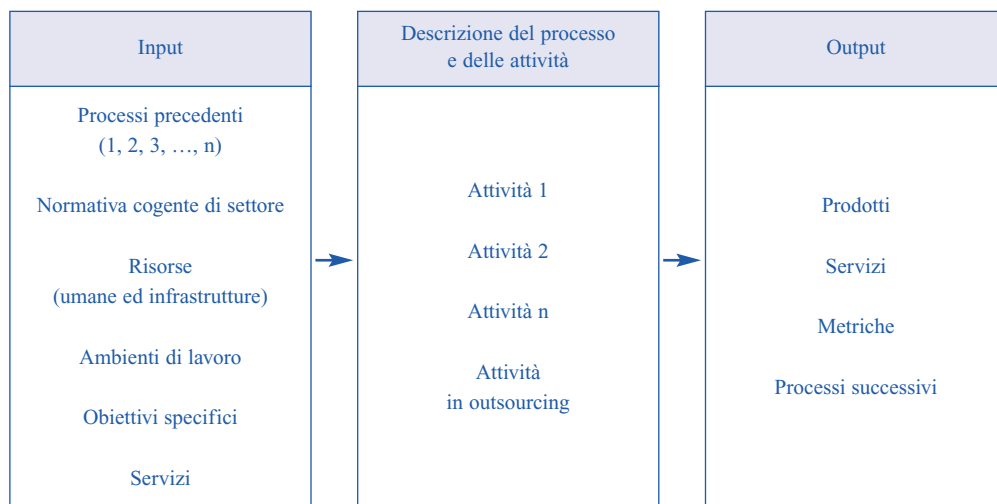 Input
Processi precedenti
(1, 2, 3, …, n)
Normativa cogente di settore
Risorse
(umane ed infrastrutture)
Ambienti di lavoro
Obiettivi specifici
Servizi
Descrizione del processo
e delle attività
Attività 1
Attività 2
Attività n
Attività
in outsourcing
Output
Prodotti
Servizi
Metriche
Processi successivi